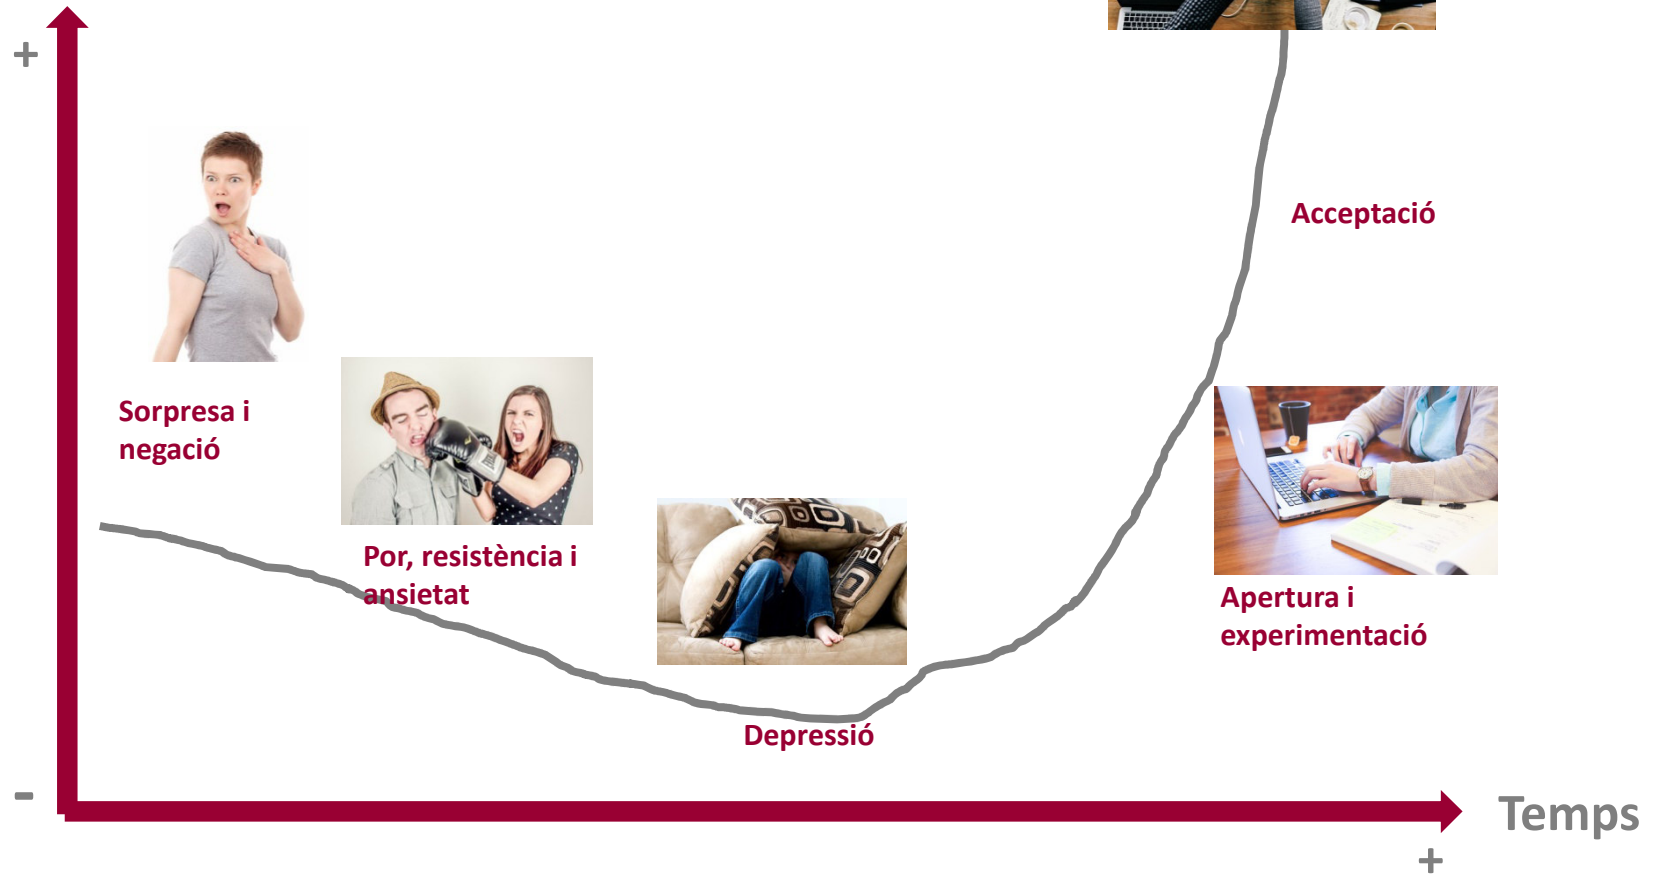 +
Acceptació
Sorpresa i
negació
Por, resistència i
ansietat
Apertura i
experimentació
Depressió
-
Temps
+